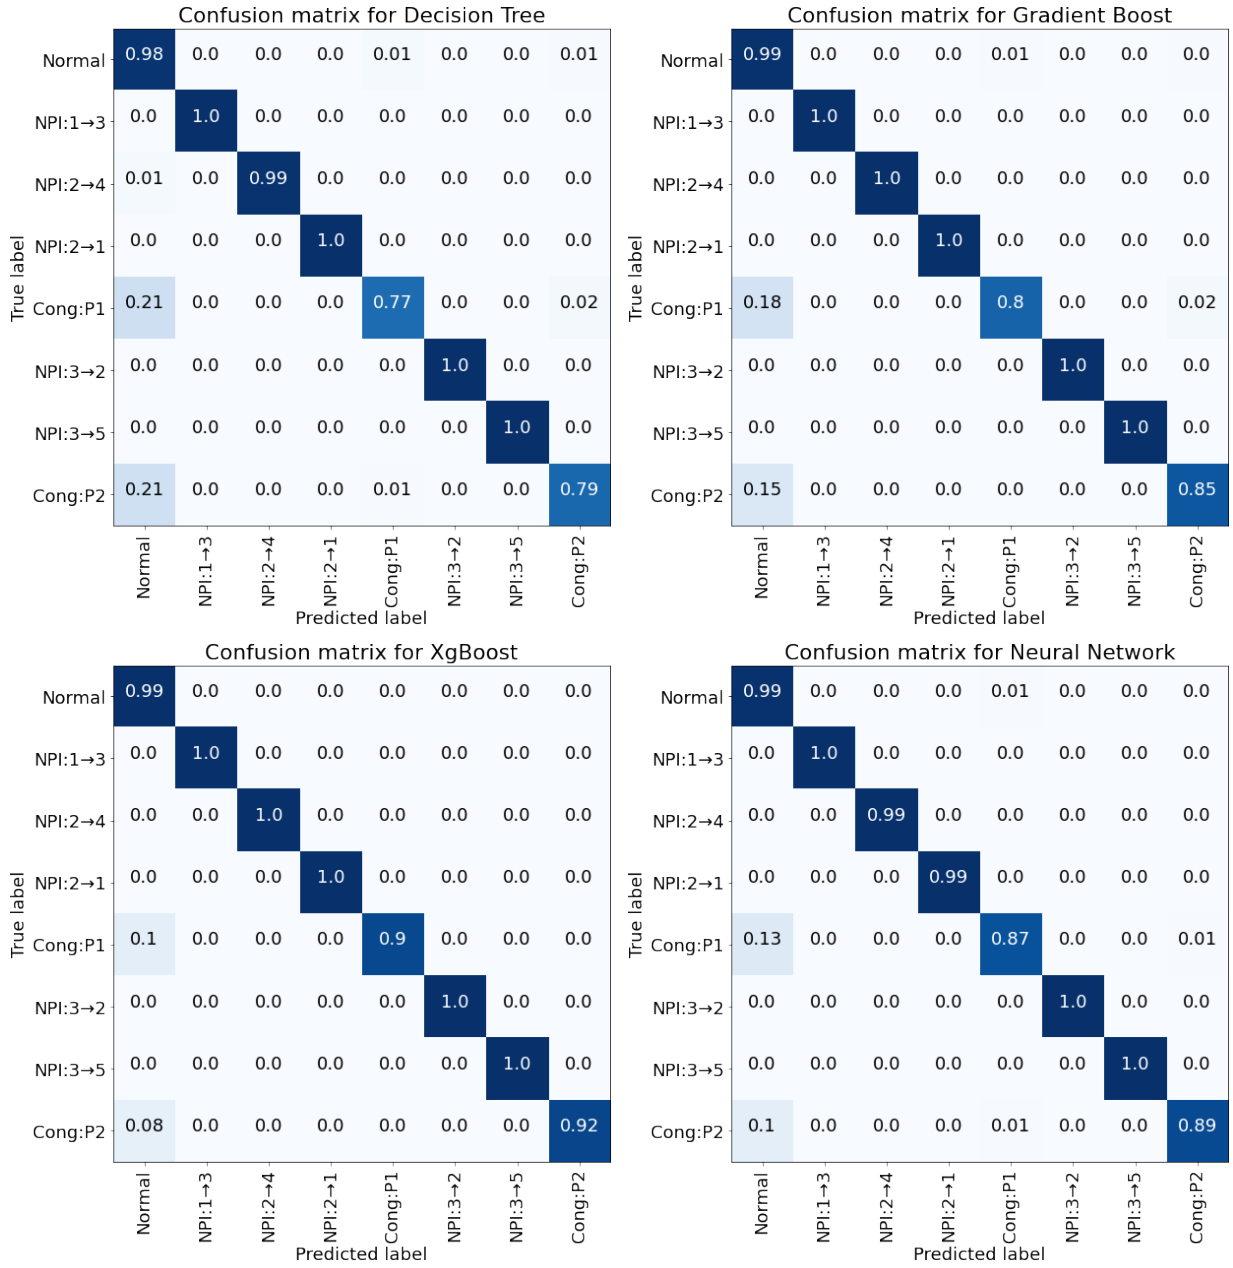 Confusion matrix for Decision Tree
True label
Normal 0.98 0.0 0.0 0.0 0.01 0.0 0.0 0.01
NPI:1→3 0.0 1.0 0.0 0.0 0.0 0.0 0.0 0.0
NPI:2→4 0.01 0.0 0.99 0.0 0.0 0.0 0.0 0.0
NPI:2→1 0.0 0.0 0.0 1.0 0.0 0.0 0.0 0.0
Cong:P1 0.21 0.0 0.0 0.0 0.77 0.0 0.0 0.02
NPI:3→2 0.0 0.0 0.0 0.0 0.0 1.0 0.0 0.0
NPI:3→5 0.0 0.0 0.0 0.0 0.0 0.0 1.0 0.0
Cong:P2 0.21 0.0 0.0 0.0 0.01 0.0 0.0 0.79
Normal NPI:1→3 NPI:2→4 NPI:2→1 Cong:P1 NPI:3→2 NPI:3→5 Cong:P2
Predicted label
Confusion matrix for Gradient Boost
True label
Normal 0.99 0.0 0.0 0.0 0.01 0.0 0.0 0.0
NPI:1→3 0.0 1.0 0.0 0.0 0.0 0.0 0.0 0.0
NPI:2→4 0.0 0.0 1.0 0.0 0.0 0.0 0.0 0.0
NPI:2→1 0.0 0.0 0.0 1.0 0.0 0.0 0.0 0.0
Cong:P1 0.18 0.0 0.0 0.0 0.8 0.0 0.0 0.02
NPI:3→2 0.0 0.0 0.0 0.0 0.0 1.0 0.0 0.0
NPI:3→5 0.0 0.0 0.0 0.0 0.0 0.0 1.0 0.0
Cong:P2 0.15 0.0 0.0 0.0 0.0 0.0 0.0 0.85
Normal NPI:1→3 NPI:2→4 NPI:2→1 Cong:P1 NPI:3→2 NPI:3→5 Cong:P2
Predicted label
Confusion matrix for XgBoost
True label
Normal 0.99 0.0 0.0 0.0 0.0 0.0 0.0 0.0
NPI:1→3 0.0 1.0 0.0 0.0 0.0 0.0 0.0 0.0
NPI:2→4 0.0 0.0 1.0 0.0 0.0 0.0 0.0 0.0
NPI:2→1 0.0 0.0 0.0 1.0 0.0 0.0 0.0 0.0
Cong:P1 0.1 0.0 0.0 0.0 0.9 0.0 0.0 0.0
NPI:3→2 0.0 0.0 0.0 0.0 0.0 1.0 0.0 0.0
NPI:3→5 0.0 0.0 0.0 0.0 0.0 0.0 1.0 0.0
Cong:P2 0.08 0.0 0.0 0.0 0.0 0.0 0.0 0.92
Normal NPI:1→3 NPI:2→4 NPI:2→1 Cong:P1 NPI:3→2 NPI:3→5 Cong:P2
Predicted label
Confusion matrix for Neural Network
True label
Normal 0.99 0.0 0.0 0.0 0.01 0.0 0.0 0.0
NPI:1→3 0.0 1.0 0.0 0.0 0.0 0.0 0.0 0.0
NPI:2→4 0.0 0.0 0.99 0.0 0.0 0.0 0.0 0.0
NPI:2→1 0.0 0.0 0.0 0.99 0.0 0.0 0.0 0.0
Cong:P1 0.13 0.0 0.0 0.0 0.87 0.0 0.0 0.01
NPI:3→2 0.0 0.0 0.0 0.0 0.0 1.0 0.0 0.0
NPI:3→5 0.0 0.0 0.0 0.0 0.0 0.0 1.0 0.0
Cong:P2 0.1 0.0 0.0 0.0 0.01 0.0 0.0 0.89
Normal NPI:1→3 NPI:2→4 NPI:2→1 Cong:P1 NPI:3→2 NPI:3→5 Cong:P2
Predicted label